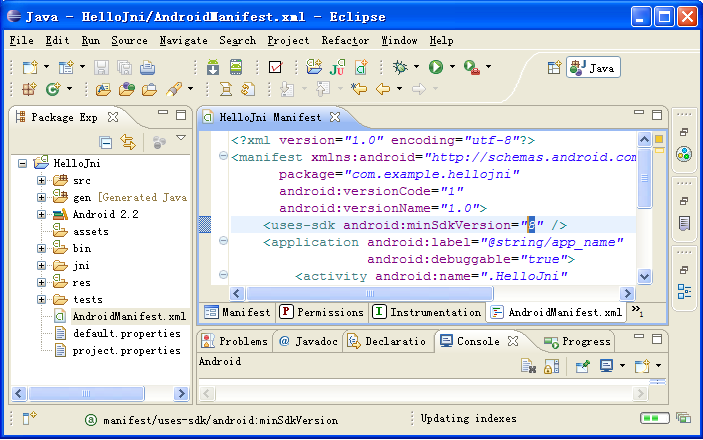 Java - HelloJni/AndroidManifest.xml - Eclipse
File Edit Run Source Navigate Search Project Refactor Window Help
Java
Package Exp
HelloJni
src
gen [Generated Java
Android 2.2
assets
bin
jni
res
tests
AndroidManifest.xml
default.properties
project.properties
HelloJni Manifest
<?xml version="1.0" encoding="utf-8"?>
<manifest xmlns:android="http://schemas.android.com
package="com.example.hellojni"
android:versionCode="1"
android:versionName="1.0">
<uses-sdk android:minSdkVersion="8" />
<application android:label="@string/app_name"
android:debuggable="true">
<activity android:name=".HelloJni"
Manifest Permissions Instrumentation AndroidManifest.xml »1
Problems @ Javadoc Declaratio Console Progress
Android
manifest/uses-sdk/android:minSdkVersion
Updating indexes